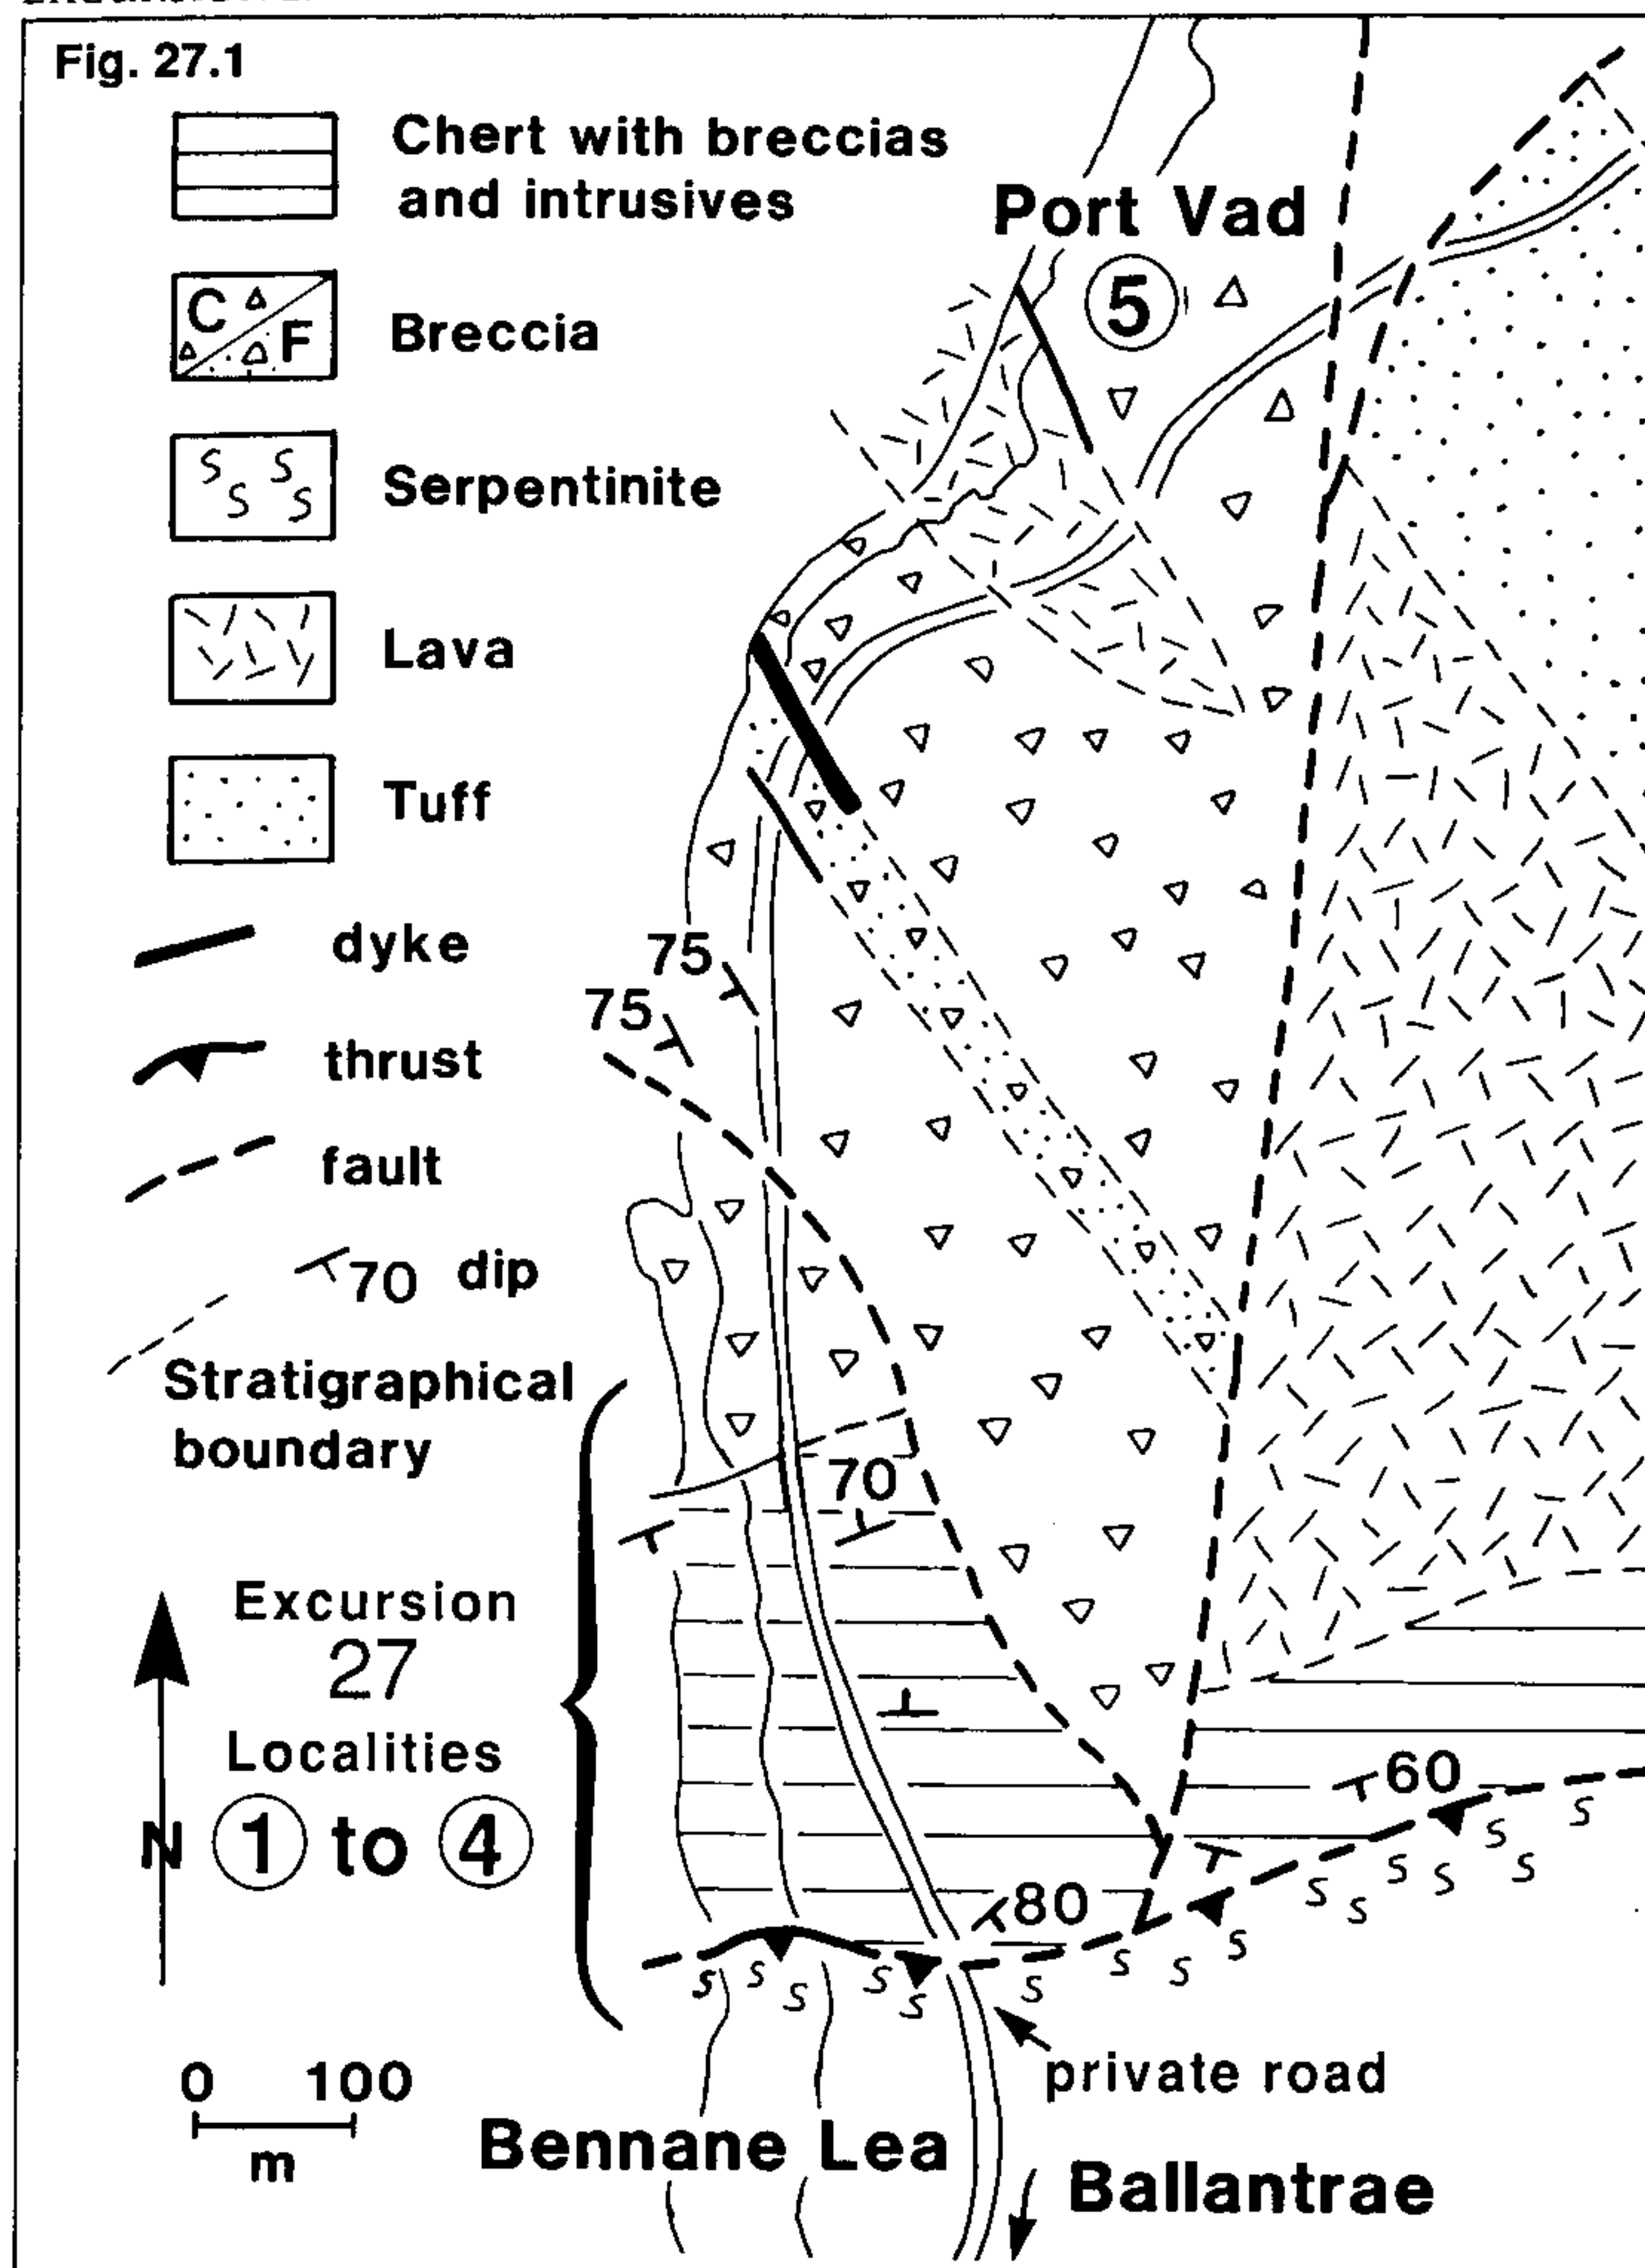 Fig. 27.1
Chert with breccias
and intrusives
C F
Breccia
S S
S S
Serpentinite
Lava
Tuff
dyke
thrust
fault
70 dip
Stratigraphical
boundary
Excursion
27
Localities
1 to 4
N
0 100
m
Port Vad
5
75
75
70
60
80
S S S S S S S S S S S S S S S S S
private road
Bennane Lea
Ballantrae